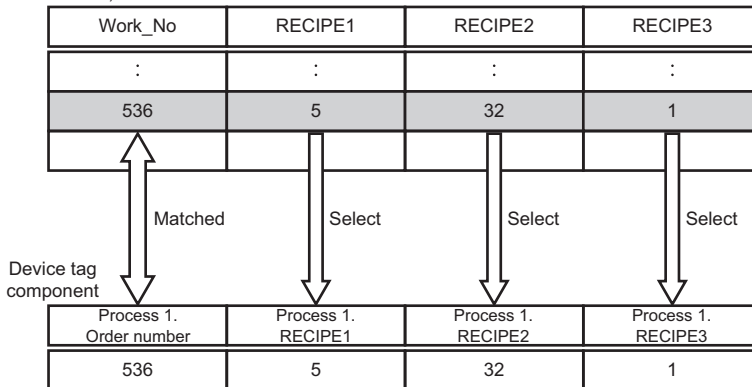 Work_No RECIPE1 RECIPE2 RECIPE3
: : : :
536 5 32 1
Matched Select Select Select
Device tag
component
Process 1. Process 1. Process 1. Process 1.
Order number RECIPE1 RECIPE2 RECIPE3
536 5 32 1